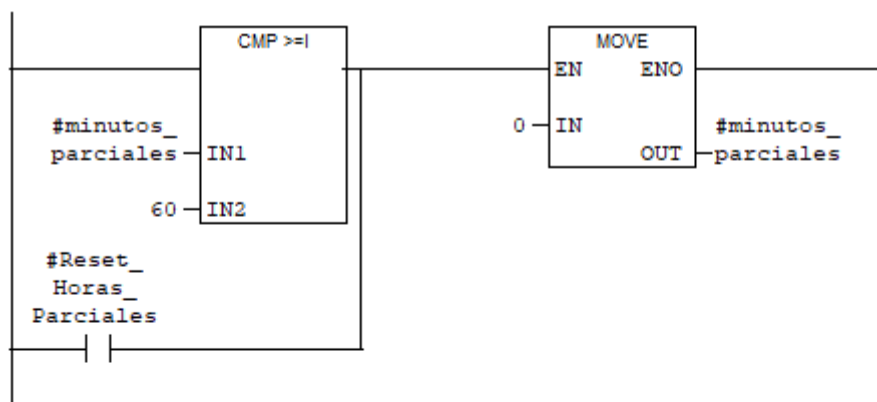 CMP >=I
MOVE
EN ENO
#minutos_
parciales
IN1
0
IN
#minutos_
parciales
OUT
60
IN2
#Reset_
Horas_
Parciales